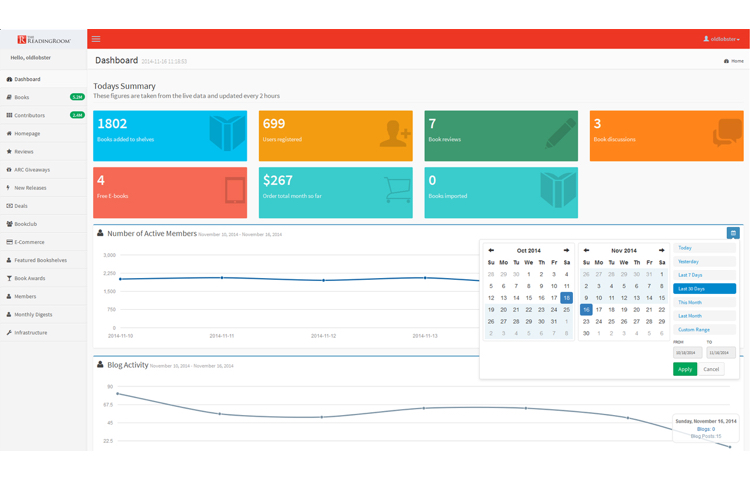 THE
READINGROOM
oldlobster
Hello, oldlobster
Dashboard 2014-11-16 11:18:53
Home
Dashboard
Books 5.2M
Contributors 2.4M
Homepage
Reviews
ARC Giveaways
New Releases
Deals
Bookclub
E-Commerce
Featured Bookshelves
Book Awards
Members
Monthly Digests
Infrastructure
Todays Summary
These figures are taken from the live data and updated every 2 hours
1802
Books added to shelves
699
Users registered
7
Book reviews
3
Book discussions
4
Free E-books
$267
Order total month so far
0
Books imported
Number of Active Members November 10, 2014 - November 16, 2014
3,000
2,250
1,500
750
0
2014-11-10 2014-11-11 2014-11-12 2014-11-13
Oct 2014
Su Mo Tu We Th Fr Sa
28 29 30 1 2 3 4
5 6 7 8 9 10 11
12 13 14 15 16 17 18
19 20 21 22 23 24 25
26 27 28 29 30 31 1
2 3 4 5 6 7 8
Nov 2014
Su Mo Tu We Th Fr Sa
26 27 28 29 30 31 1
2 3 4 5 6 7 8
9 10 11 12 13 14 15
16 17 18 19 20 21 22
23 24 25 26 27 28 29
30 1 2 3 4 5 6
Today
Yesterday
Last 7 Days
Last 30 Days
This Month
Last Month
Custom Range
FROM TO
10/18/2014 11/16/2014
Apply Cancel
Blog Activity November 10, 2014 - November 16, 2014
90
67.5
45
22.5
Sunday, November 16, 2014
Blogs: 0
Blog Posts: 15